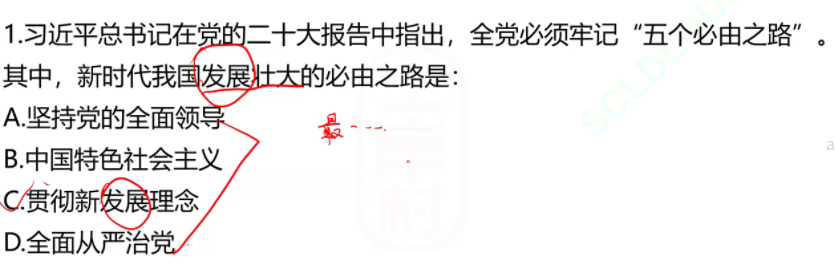 1.习近平总书记在党的二十大报告中指出，全党必须牢记“五个必由之路”。
其中，新时代我国发展壮大的必由之路是：
A.坚持党的全面领导
最……
B.中国特色社会主义
C.贯彻新发展理念
D.全面从严治党
SCLDL
a